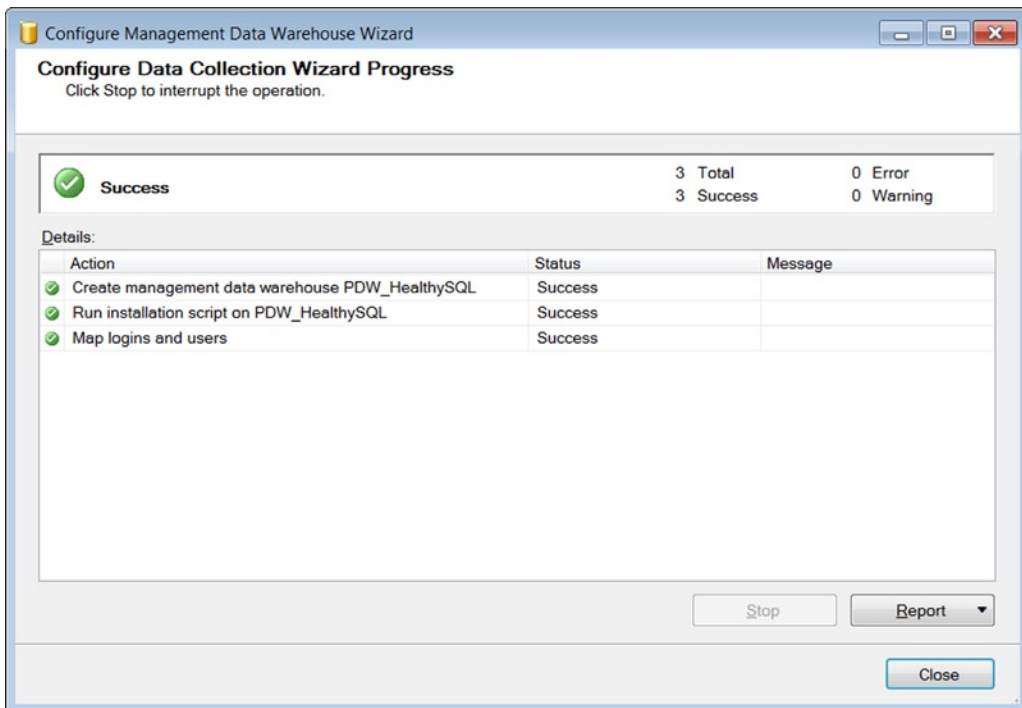 Configure Management Data Warehouse Wizard
Configure Data Collection Wizard Progress
Click Stop to interrupt the operation.
Success 3 Total 0 Error
3 Success 0 Warning
Details:
Action Status Message
Create management data warehouse PDW_HealthySQL Success
Run installation script on PDW_HealthySQL Success
Map logins and users Success
Stop Report
Close